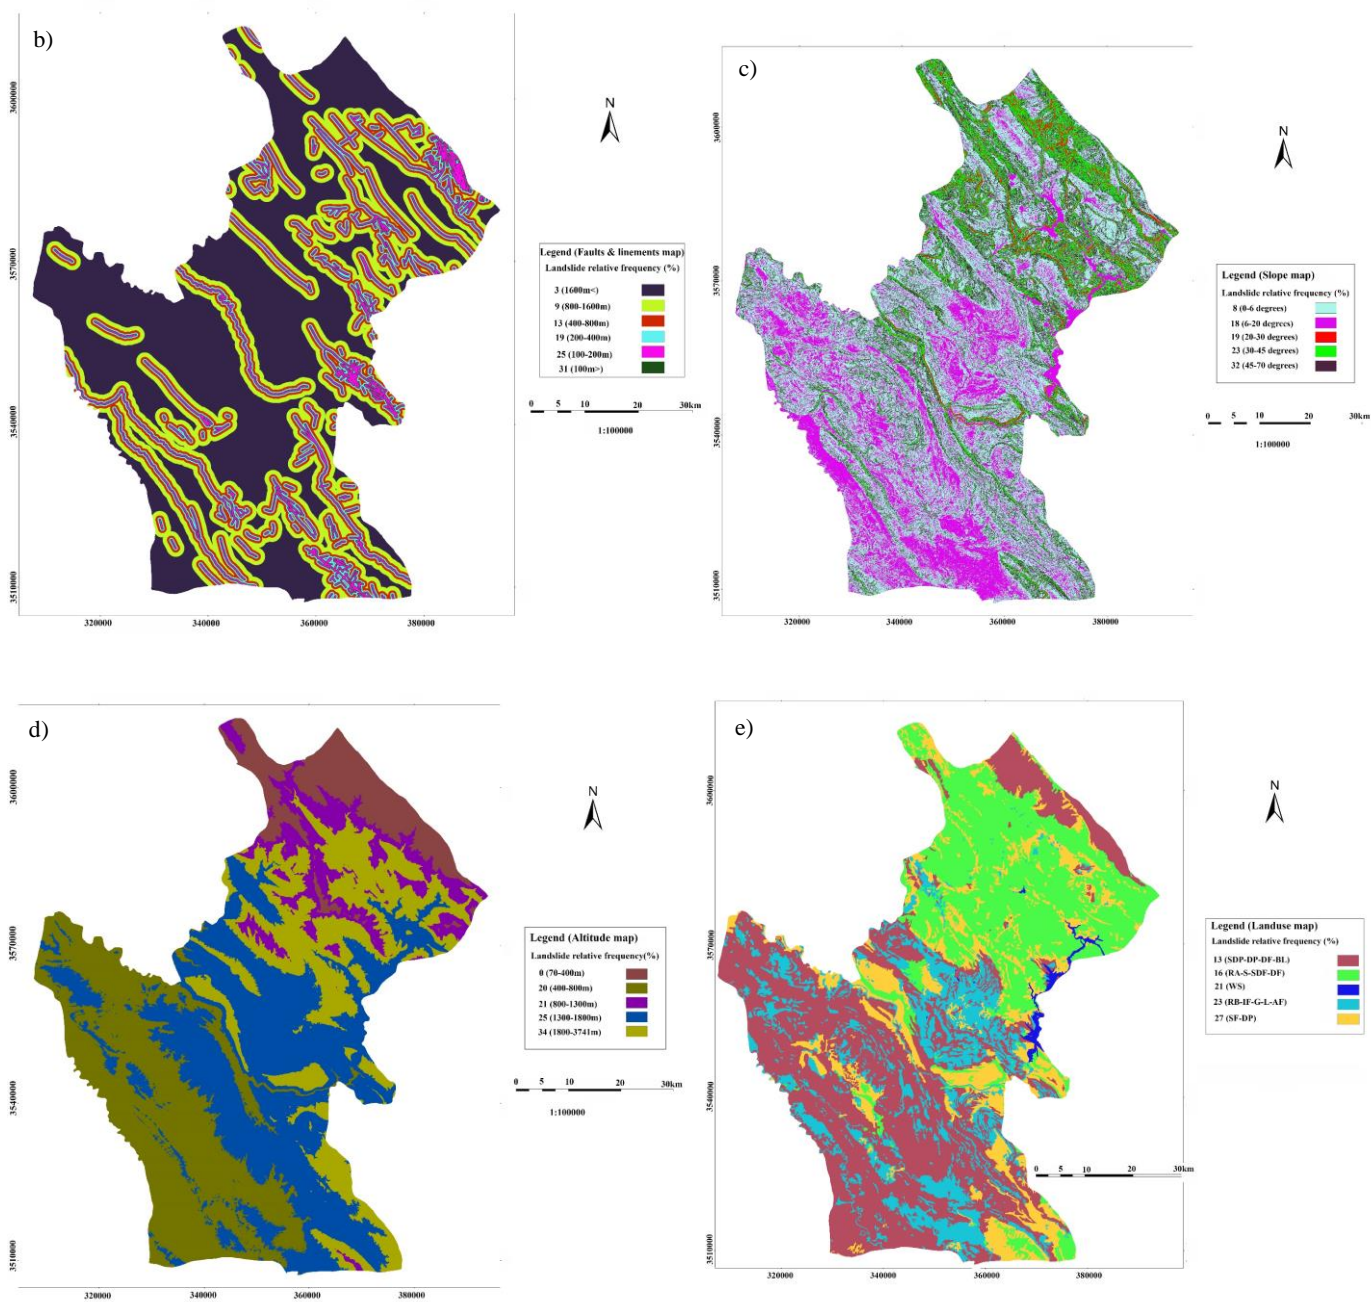 b)
3600000
3570000
3540000
3510000
320000 340000 360000 380000
N
Legend (Faults & linements map)
Landslide relative frequency (%)
3 (1600m<)
9 (800-1600m)
13 (400-800m)
19 (200-400m)
25 (100-200m)
31 (100m>)
0 5 10 20 30km
1:100000
c)
3600000
3570000
3540000
3510000
320000 340000 360000 380000
N
Legend (Slope map)
Landslide relative frequency (%)
8 (0-6 degrees)
18 (6-20 degrees)
19 (20-30 degrees)
23 (30-45 degrees)
32 (45-70 degrees)
0 5 10 20 30km
1:100000
d)
3600000
3570000
3540000
3510000
320000 340000 360000 380000
N
Legend (Altitude map)
Landslide relative frequency(%)
0 (70-400m)
20 (400-800m)
21 (800-1300m)
25 (1300-1800m)
34 (1800-3741m)
0 5 10 20 30km
1:100000
e)
3600000
3570000
3540000
3510000
320000 340000 360000 380000
N
Legend (Landuse map)
Landslide relative frequency (%)
13 (SDP-DP-DF-BL)
16 (RA-S-SDF-DF)
21 (WS)
23 (RB-IF-G-L-AF)
27 (SF-DP)
0 5 10 20 30km